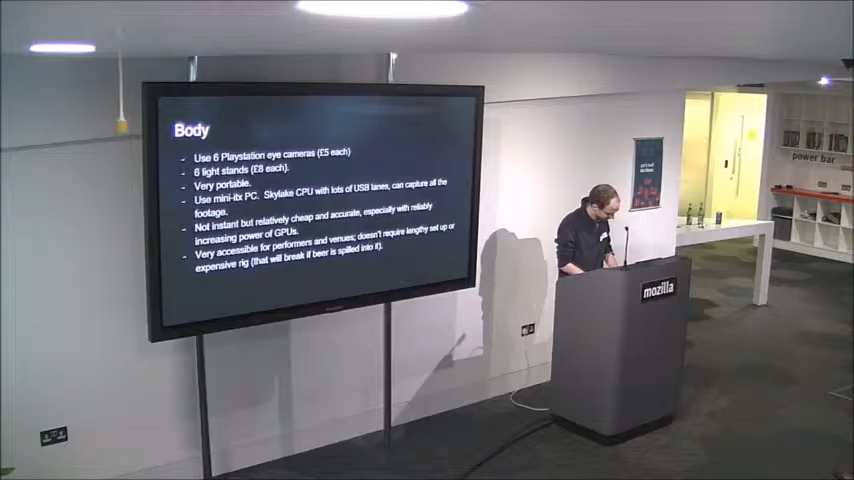 Body
- Use 6 Playstation eye cameras (£5 each)
- 6 light stands (£8 each).
- Very portable.
- Use mini-itx PC. Skylake CPU with lots of USB lanes, can capture all the
footage.
- Not instant but relatively cheap and accurate, especially with reliably
increasing power of GPUs.
- Very accessible for performers and venues; doesn't require lengthy set up or
expensive rig (that will break if beer is spilled into it).
mozilla
power bar